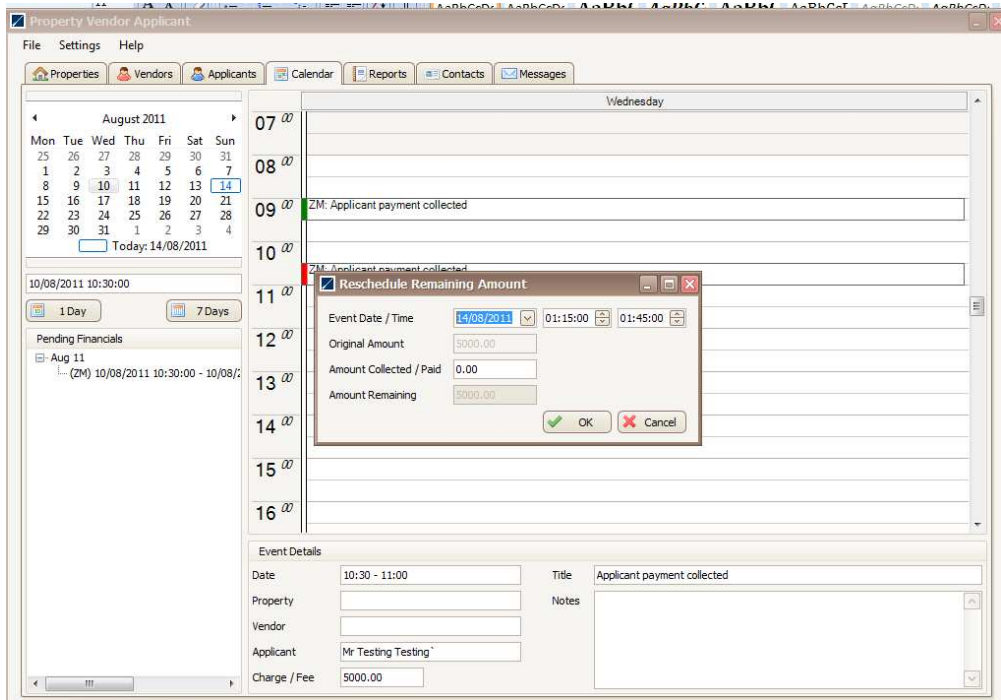 AaBbCcDc AaBbCcDc AaBbC AaBbC AaBbI AaBbCcI AaBbCcDc AaBbCcDc
Property Vendor Applicant
File Settings Help
Properties Vendors Applicants Calendar Reports Contacts Messages
August 2011
Mon Tue Wed Thu Fri Sat Sun
25 26 27 28 29 30 31
1 2 3 4 5 6 7
8 9 10 11 12 13 14
15 16 17 18 19 20 21
22 23 24 25 26 27 28
29 30 31 1 2 3 4
Today: 14/08/2011
10/08/2011 10:30:00
1 Day 7 Days
Pending Financials
Aug 11
(ZM) 10/08/2011 10:30:00 - 10/08/2
Wednesday
07 00
08 00
09 00 ZM: Applicant payment collected
10 00
ZM: Applicant payment collected
11 00
12 00
13 00
14 00
15 00
16 00
Reschedule Remaining Amount
Event Date / Time 14/08/2011 01:15:00 01:45:00
Original Amount 5000.00
Amount Collected / Paid 0.00
Amount Remaining 5000.00
OK Cancel
Event Details
Date 10:30 - 11:00 Title Applicant payment collected
Property Notes
Vendor
Applicant Mr Testing Testing`
Charge / Fee 5000.00